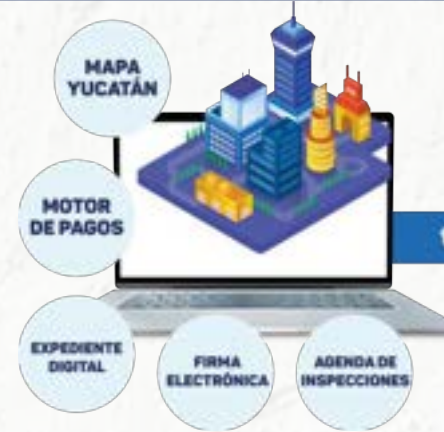 MAPA
YUCATÁN
MOTOR
DE PAGOS
EXPEDIENTE
DIGITAL
FIRMA
ELECTRÓNICA
AGENDA DE
INSPECCIONES